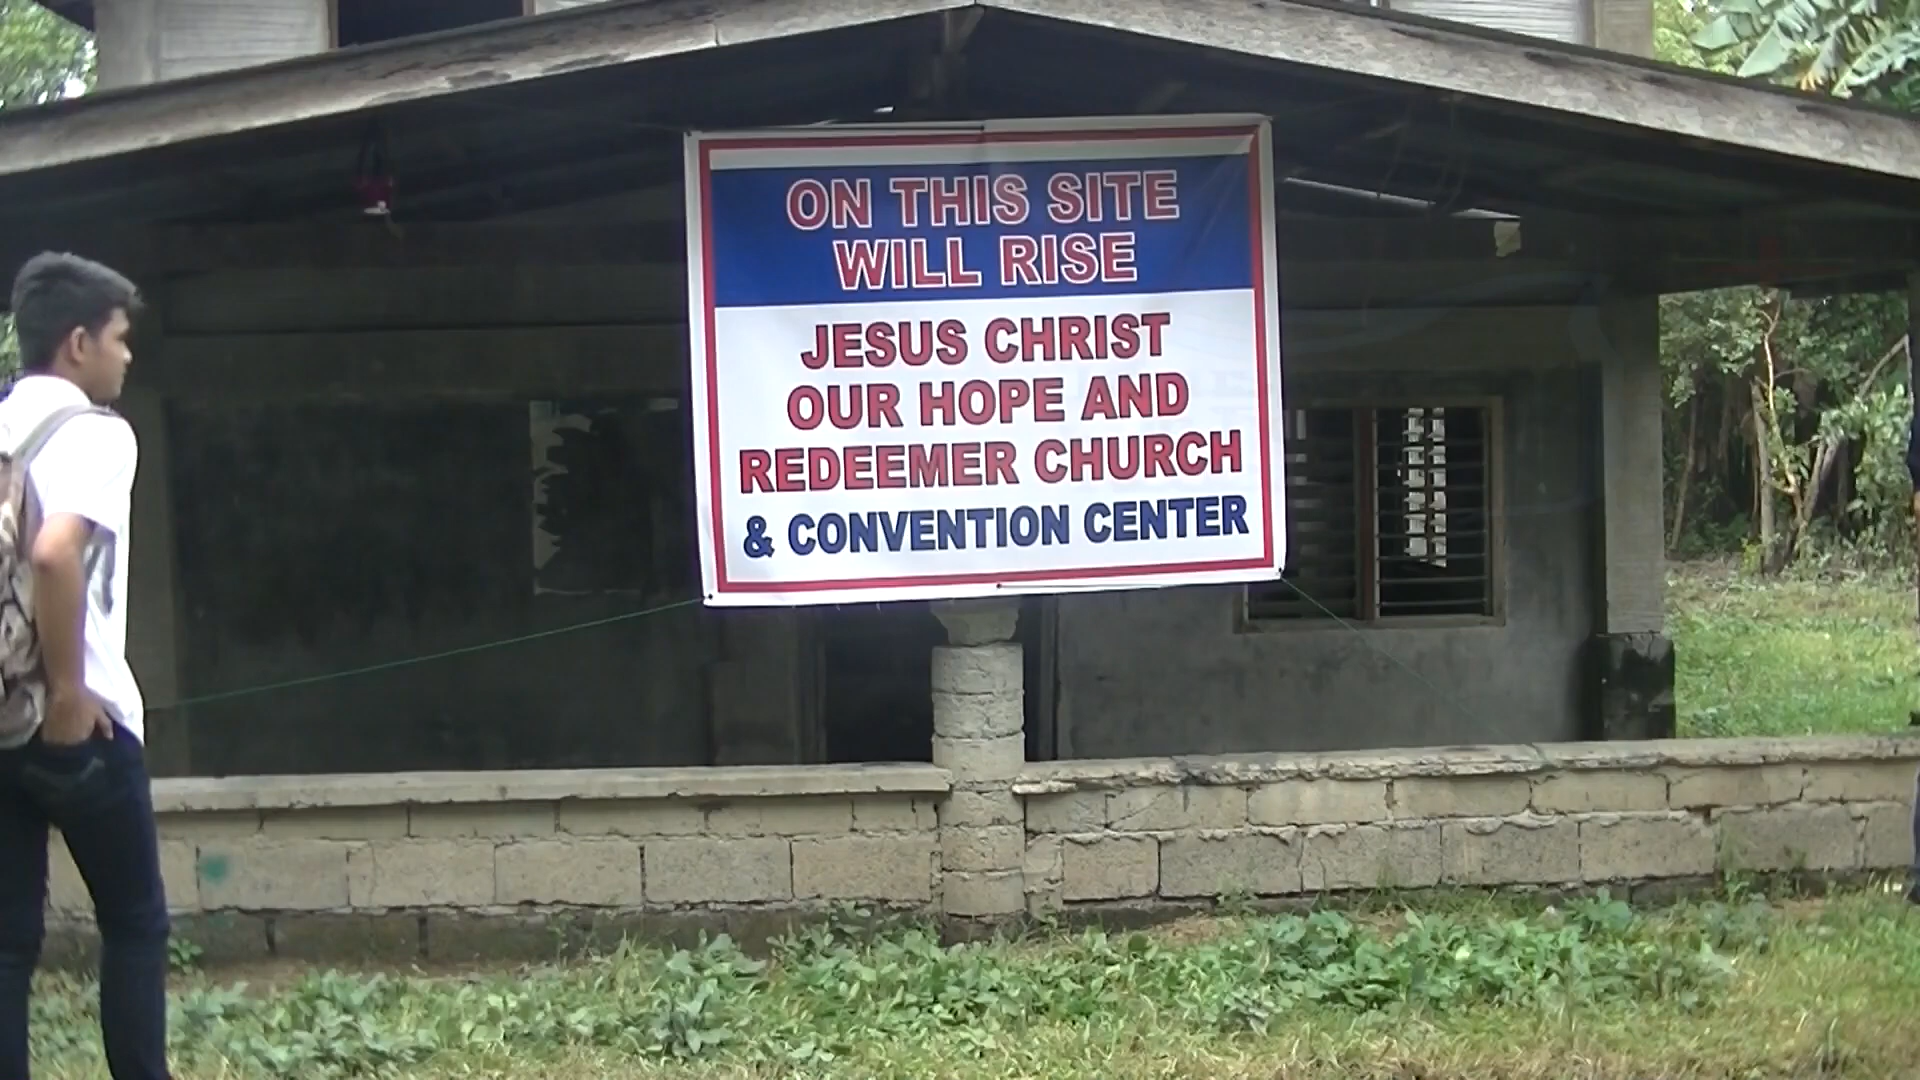 ON THIS SITE
WILL RISE
JESUS CHRIST
OUR HOPE AND
REDEEMER CHURCH
& CONVENTION CENTER